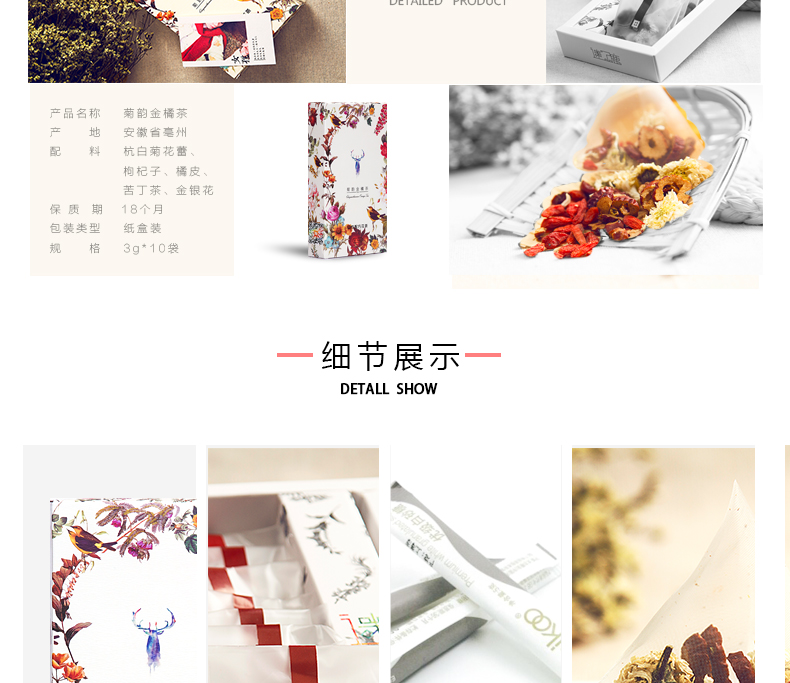 DETAILED PRODUCT
产品名称 菊韵金橘茶
产 地 安徽省亳州
配 料 杭白菊花蕾、
枸杞子、橘皮、
苦丁茶、金银花
保 质 期 18个月
包装类型 纸盒装
规 格 3g*10袋
细节展示
DETALL SHOW